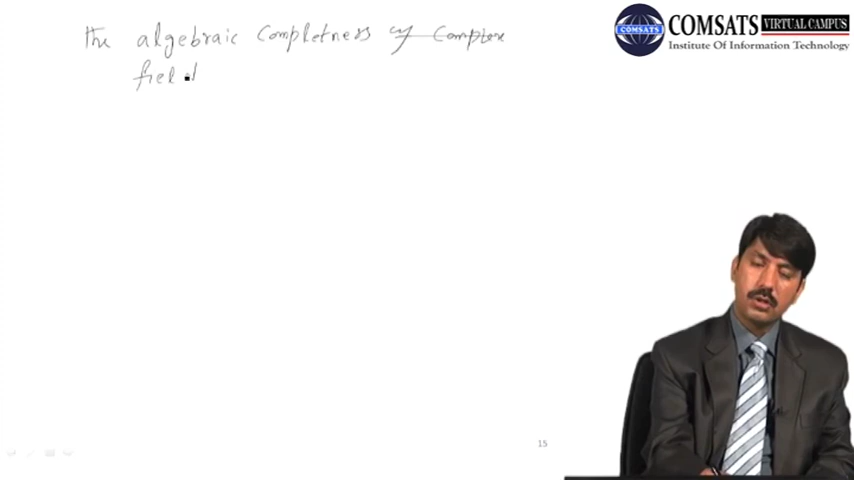 the algebraic Completness of Complex
field
COMSATS
COMSATS
VIRTUAL CAMPUS
Institute Of Information Technology
15